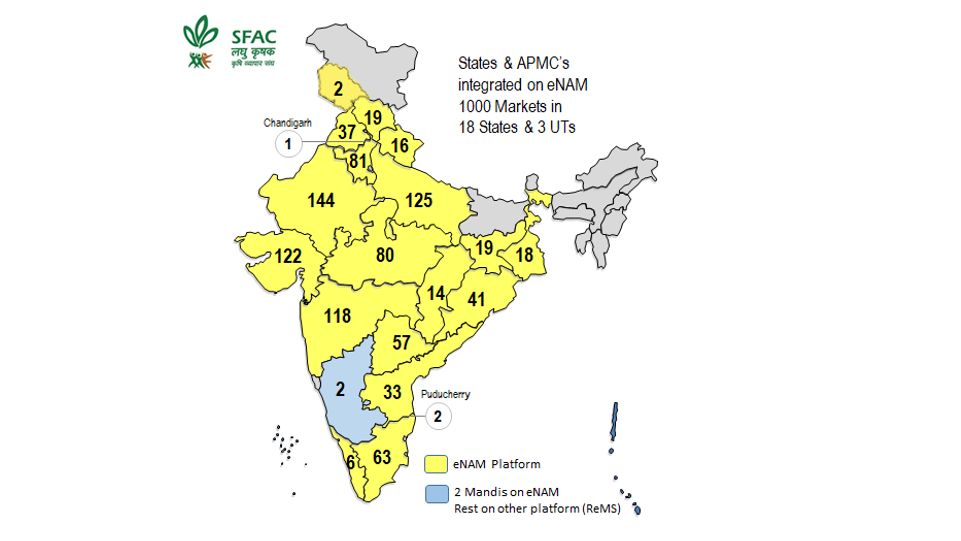 SFAC
लघु कृषक
कृषि व्यापार संघ
States & APMC's
integrated on eNAM
1000 Markets in
18 States & 3 UTs
2
19
Chandigarh
37
1
16
81
144
125
122
80
19
18
14
41
118
57
2
33
Puducherry
2
6
63
eNAM Platform
2 Mandis on eNAM
Rest on other platform (ReMS)